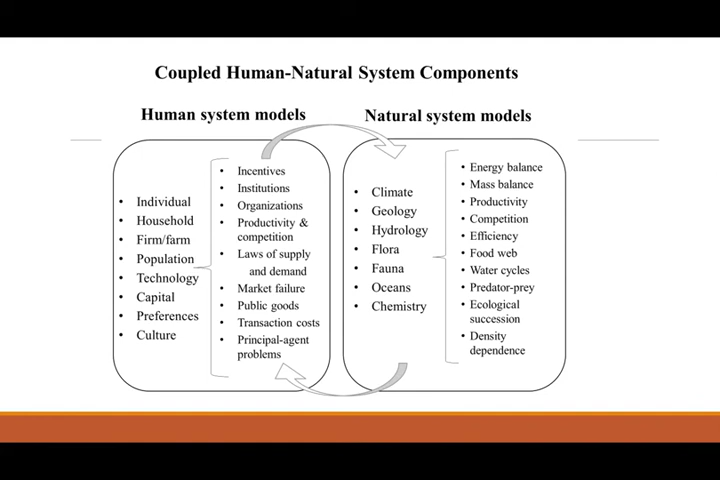 Coupled Human-Natural System Components
Human system models
• Individual
• Household
• Firm/farm
• Population
• Technology
• Capital
• Preferences
• Culture
• Incentives
• Institutions
• Organizations
• Productivity &
competition
• Laws of supply
and demand
• Market failure
• Public goods
• Transaction costs
• Principal-agent
problems
Natural system models
• Climate
• Geology
• Hydrology
• Flora
• Fauna
• Oceans
• Chemistry
• Energy balance
• Mass balance
• Productivity
• Competition
• Efficiency
• Food web
• Water cycles
• Predator-prey
• Ecological
succession
• Density
dependence